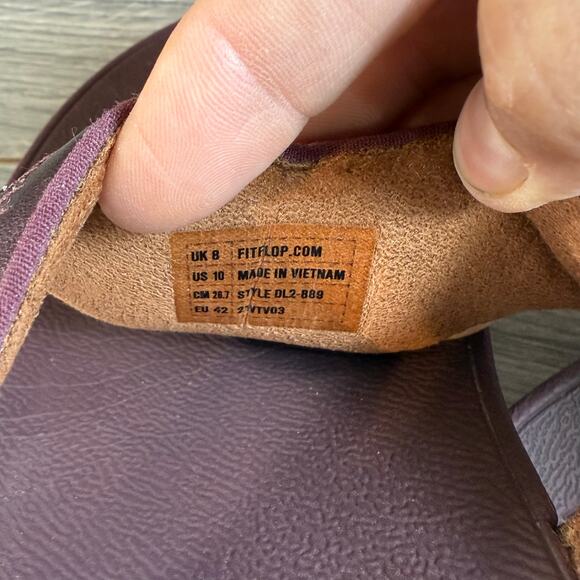 UK 8 FITFLOP.COM
US 10 MADE IN VIETNAM
CM 26.7 STYLE DL2-889
EU 42